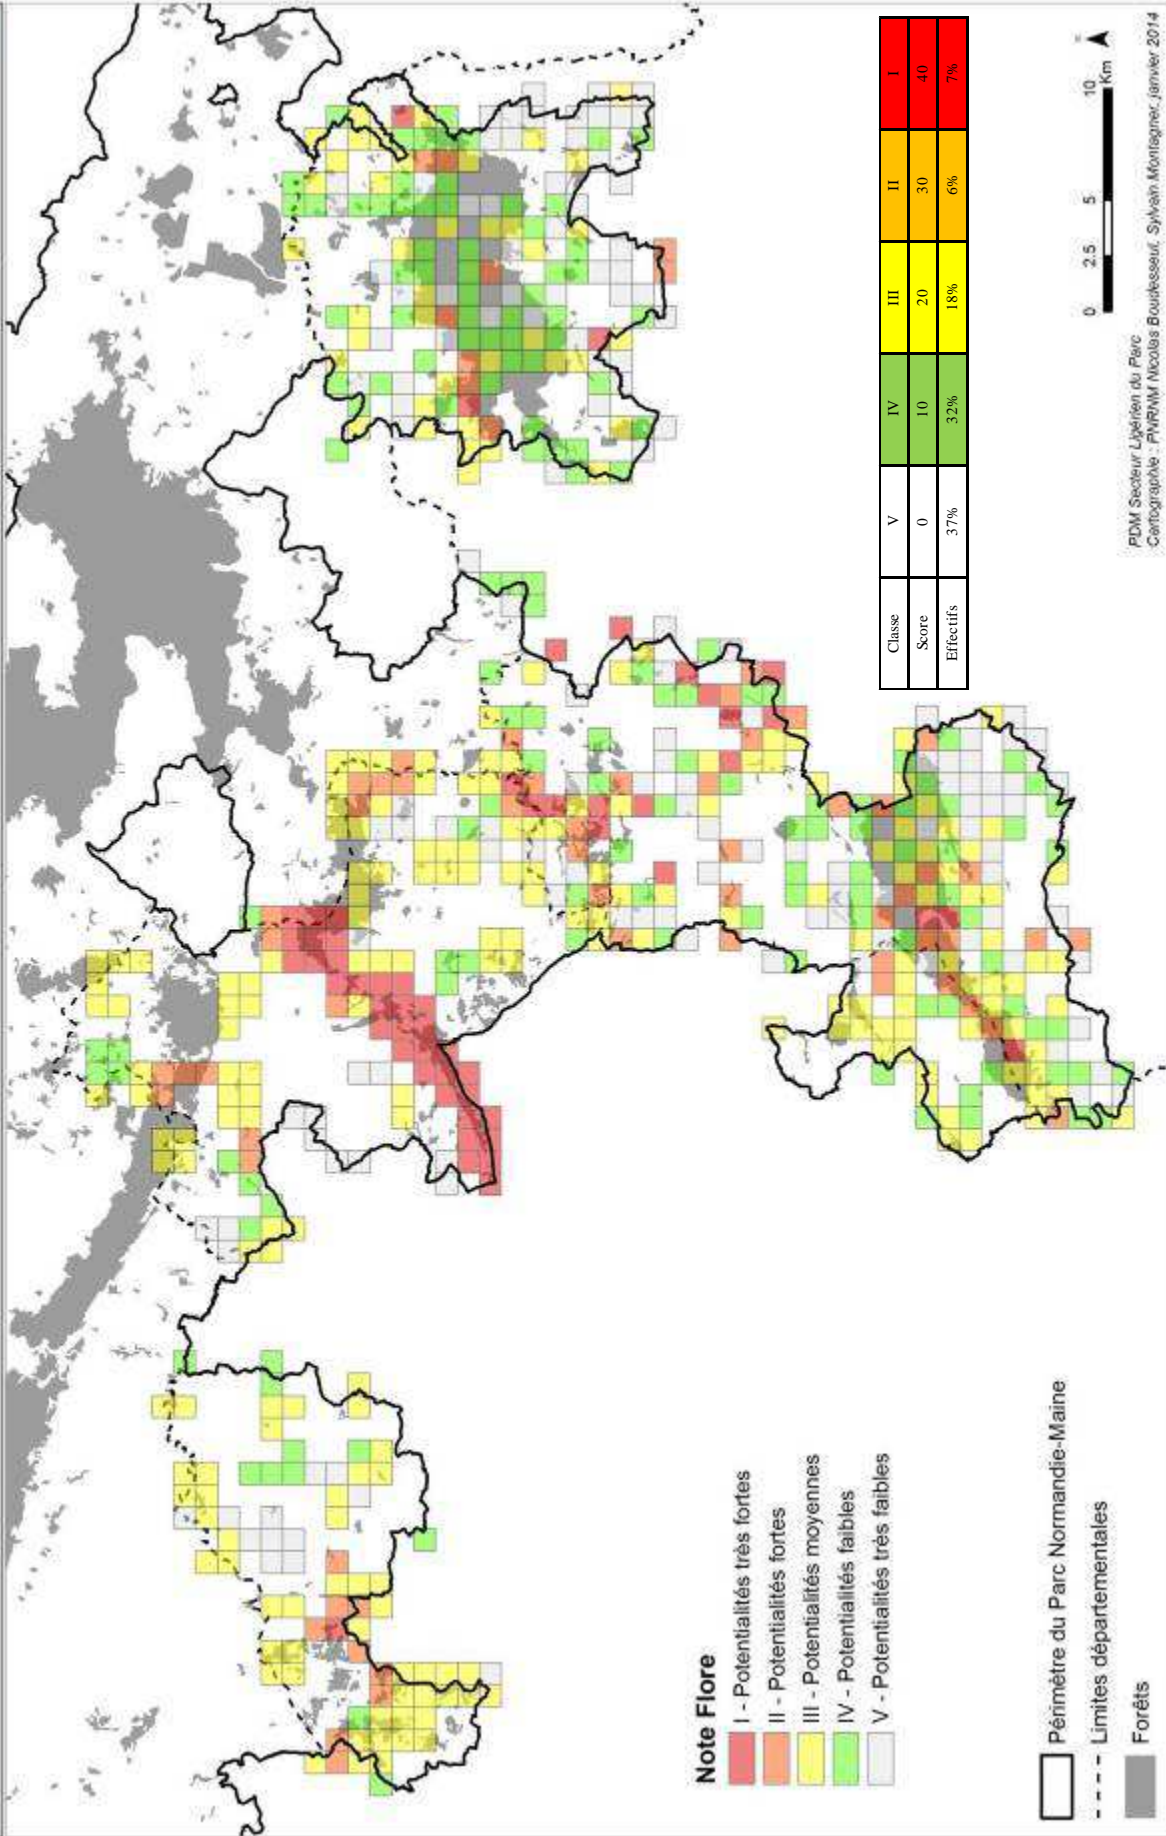 Note Flore
I - Potentialités très fortes
II - Potentialités fortes
III - Potentialités moyennes
IV - Potentialités faibles
V - Potentialités très faibles
Périmètre du Parc Normandie-Maine
Limites départementales
Forêts
Classe V IV III II I
Score 0 10 20 30 40
Effectifs 37% 32% 18% 6% 7%
0 2.5 5 10
Km
PDM Secteur Ligérien du Parc
Cartographie : PNRNM Nicolas Boudesseul, Sylvain Montagner, janvier 2014